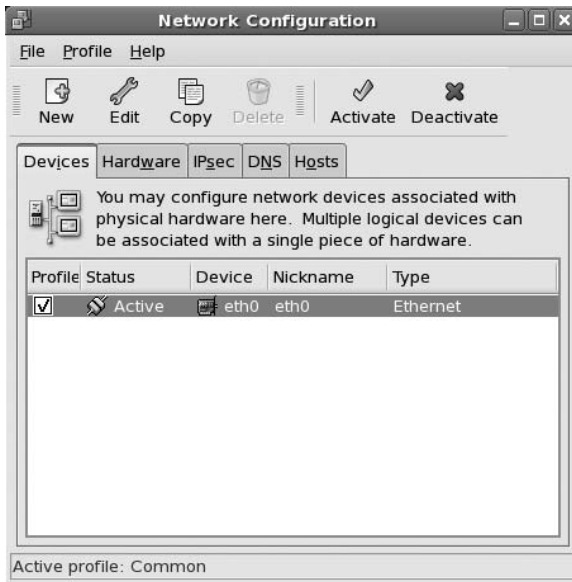 Network Configuration
File Profile Help
New Edit Copy Delete Activate Deactivate
Devices Hardware IPsec DNS Hosts
You may configure network devices associated with
physical hardware here. Multiple logical devices can
be associated with a single piece of hardware.
Profile Status Device Nickname Type
Active eth0 eth0 Ethernet
Active profile: Common